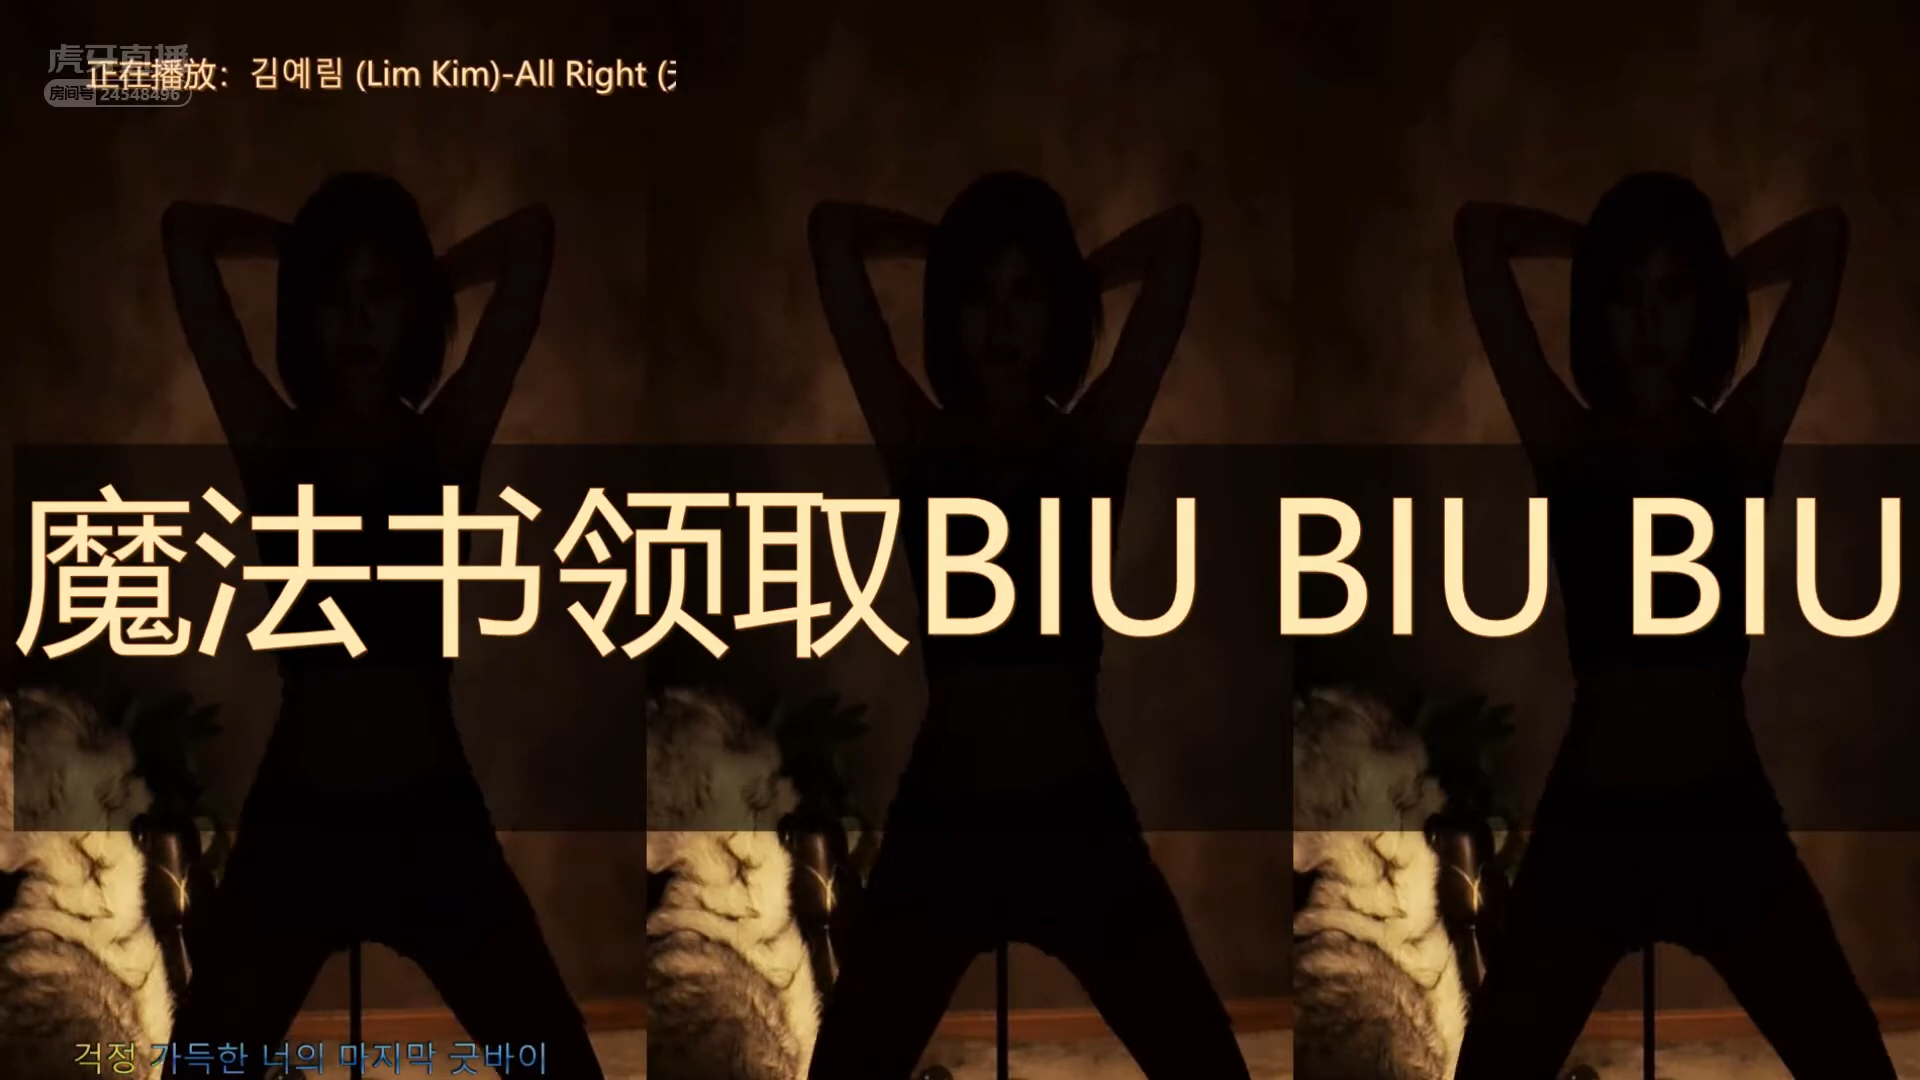 虎牙直播
正在播放：김예림 (Lim Kim)-All Right (
房间号 24548496
魔法书领取BIU BIU BIU
걱정 가득한 너의 마지막 굿바이